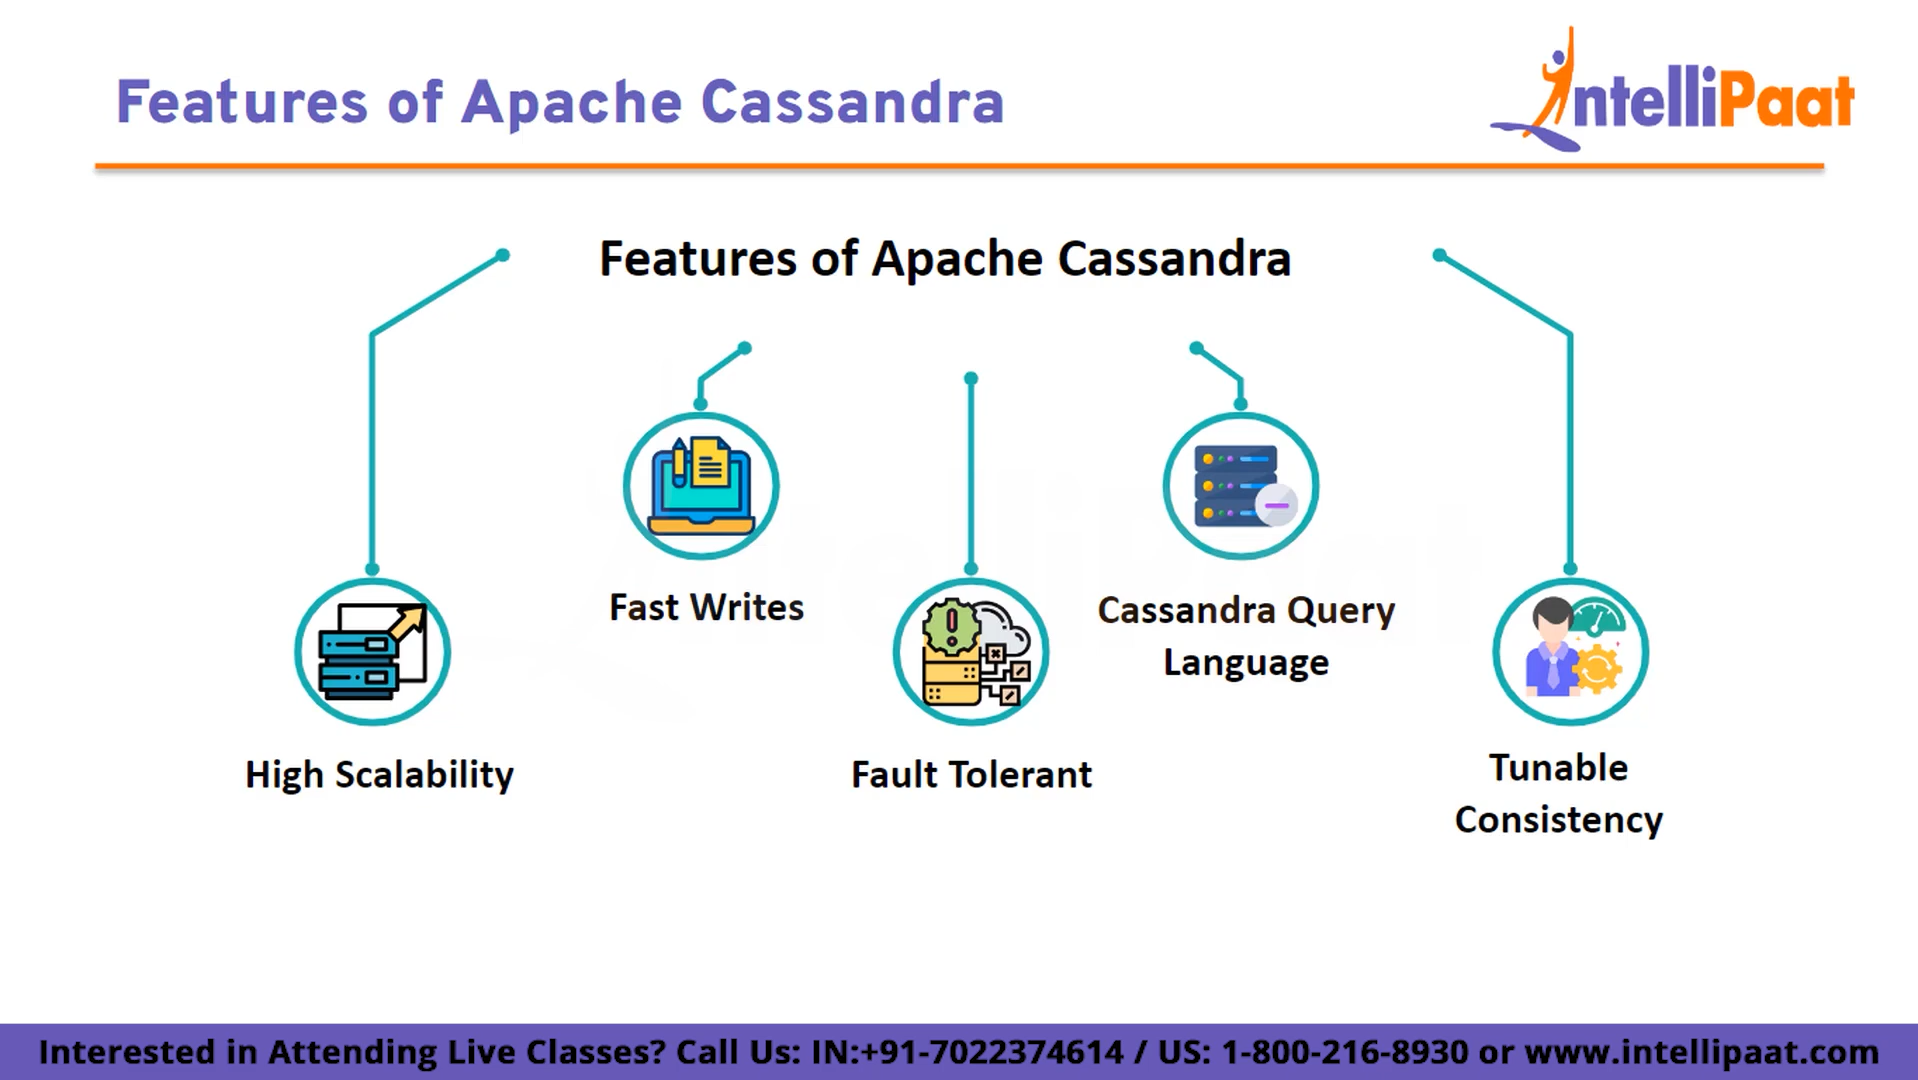 Features of Apache Cassandra
IntelliPaat
Features of Apache Cassandra
Fast Writes
Cassandra Query
Language
High Scalability
Fault Tolerant
Tunable
Consistency
Interested in Attending Live Classes? Call Us: IN:+91-7022374614 / US: 1-800-216-8930 or www.intellipaat.com